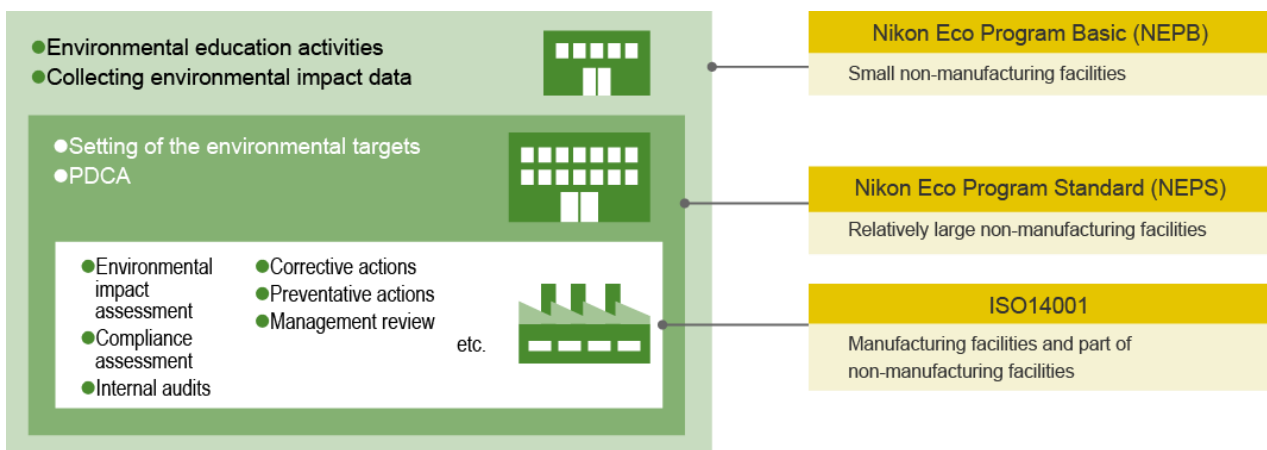 ●Environmental education activities
●Collecting environmental impact data
●Setting of the environmental targets
●PDCA
●Environmental
impact
assessment
●Compliance
assessment
●Internal audits
●Corrective actions
●Preventative actions
●Management review
etc.
Nikon Eco Program Basic (NEPB)
Small non-manufacturing facilities
Nikon Eco Program Standard (NEPS)
Relatively large non-manufacturing facilities
ISO14001
Manufacturing facilities and part of
non-manufacturing facilities